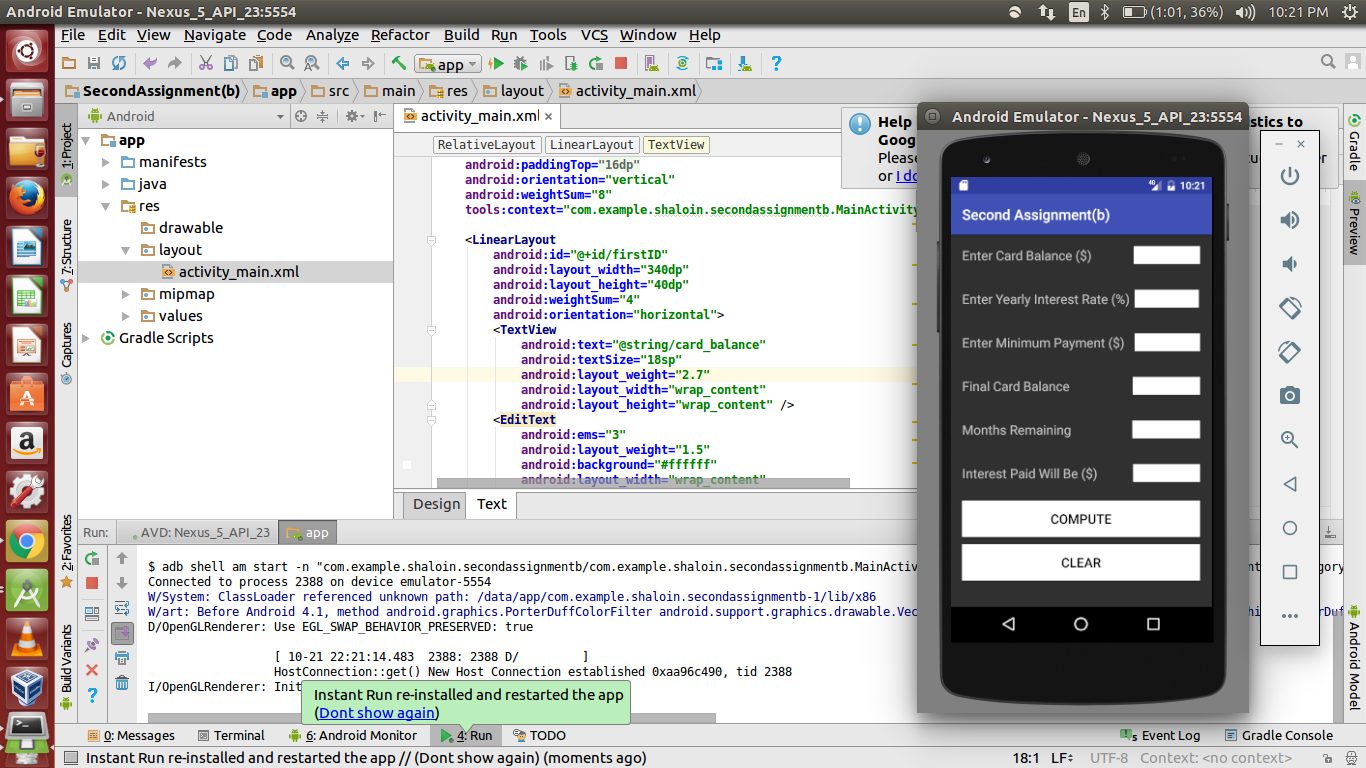 Android Emulator - Nexus_5_API_23:5554
En (1:01, 36%) 10:21 PM
File Edit View Navigate Code Analyze Refactor Build Run Tools VCS Window Help
app
SecondAssignment(b) app src main res layout activity_main.xml
1: Project
7: Structure
Captures
2: Favorites
Build Variants
Android
app
manifests
java
res
drawable
layout
activity_main.xml
mipmap
values
Gradle Scripts
activity_main.xml
RelativeLayout LinearLayout TextView
android:paddingTop="16dp"
android:orientation="vertical"
android:weightSum="8"
tools:context="com.example.shaloin.secondassignmentb.MainActivity
<LinearLayout
android:id="@+id/firstID"
android:layout_width="340dp"
android:layout_height="40dp"
android:weightSum="4"
android:orientation="horizontal">
<TextView
android:text="@string/card_balance"
android:textSize="18sp"
android:layout_weight="2.7"
android:layout_width="wrap_content"
android:layout_height="wrap_content" />
<EditText
android:ems="3"
android:layout_weight="1.5"
android:background="#ffffff"
android:layout_width="wrap_content"
Design Text
Help
Goog
Pleas
or I do
istics to
Android Emulator - Nexus_5_API_23:5554
10:21
Second Assignment(b)
Enter Card Balance ($)
Enter Yearly Interest Rate (%)
Enter Minimum Payment ($)
Final Card Balance
Months Remaining
Interest Paid Will Be ($)
COMPUTE
CLEAR
Gradle
Preview
Android Model
Run: AVD: Nexus_5_API_23 app
$ adb shell am start -n "com.example.shaloin.secondassignmentb/com.example.shaloin.secondassignmentb.MainActiv
Connected to process 2388 on device emulator-5554
W/System: ClassLoader referenced unknown path: /data/app/com.example.shaloin.secondassignmentb-1/lib/x86
W/art: Before Android 4.1, method android.graphics.PorterDuffColorFilter android.support.graphics.drawable.Vec
D/OpenGLRenderer: Use EGL_SWAP_BEHAVIOR_PRESERVED: true
[ 10-21 22:21:14.483 2388: 2388 D/ ]
HostConnection::get() New Host Connection established 0xaa96c490, tid 2388
I/OpenGLRenderer: Init
Instant Run re-installed and restarted the app
(Dont show again)
0: Messages Terminal 6: Android Monitor 4: Run TODO 5 Event Log Gradle Console
Instant Run re-installed and restarted the app // (Dont show again) (moments ago) 18:1 LF÷ UTF-8 Context: <no context>